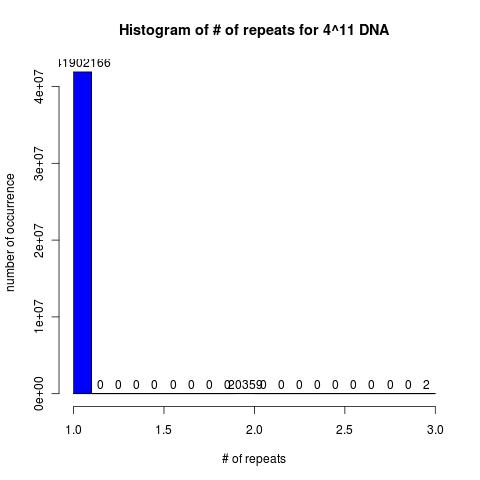 Histogram of # of repeats for 4^11 DNA
41902166
4e+07
3e+07
2e+07
1e+07
0e+00
number of occurrence
0 0 0 0 0 0 0 0 20359 0 0 0 0 0 0 0 0 0 2
1.0 1.5 2.0 2.5 3.0
# of repeats